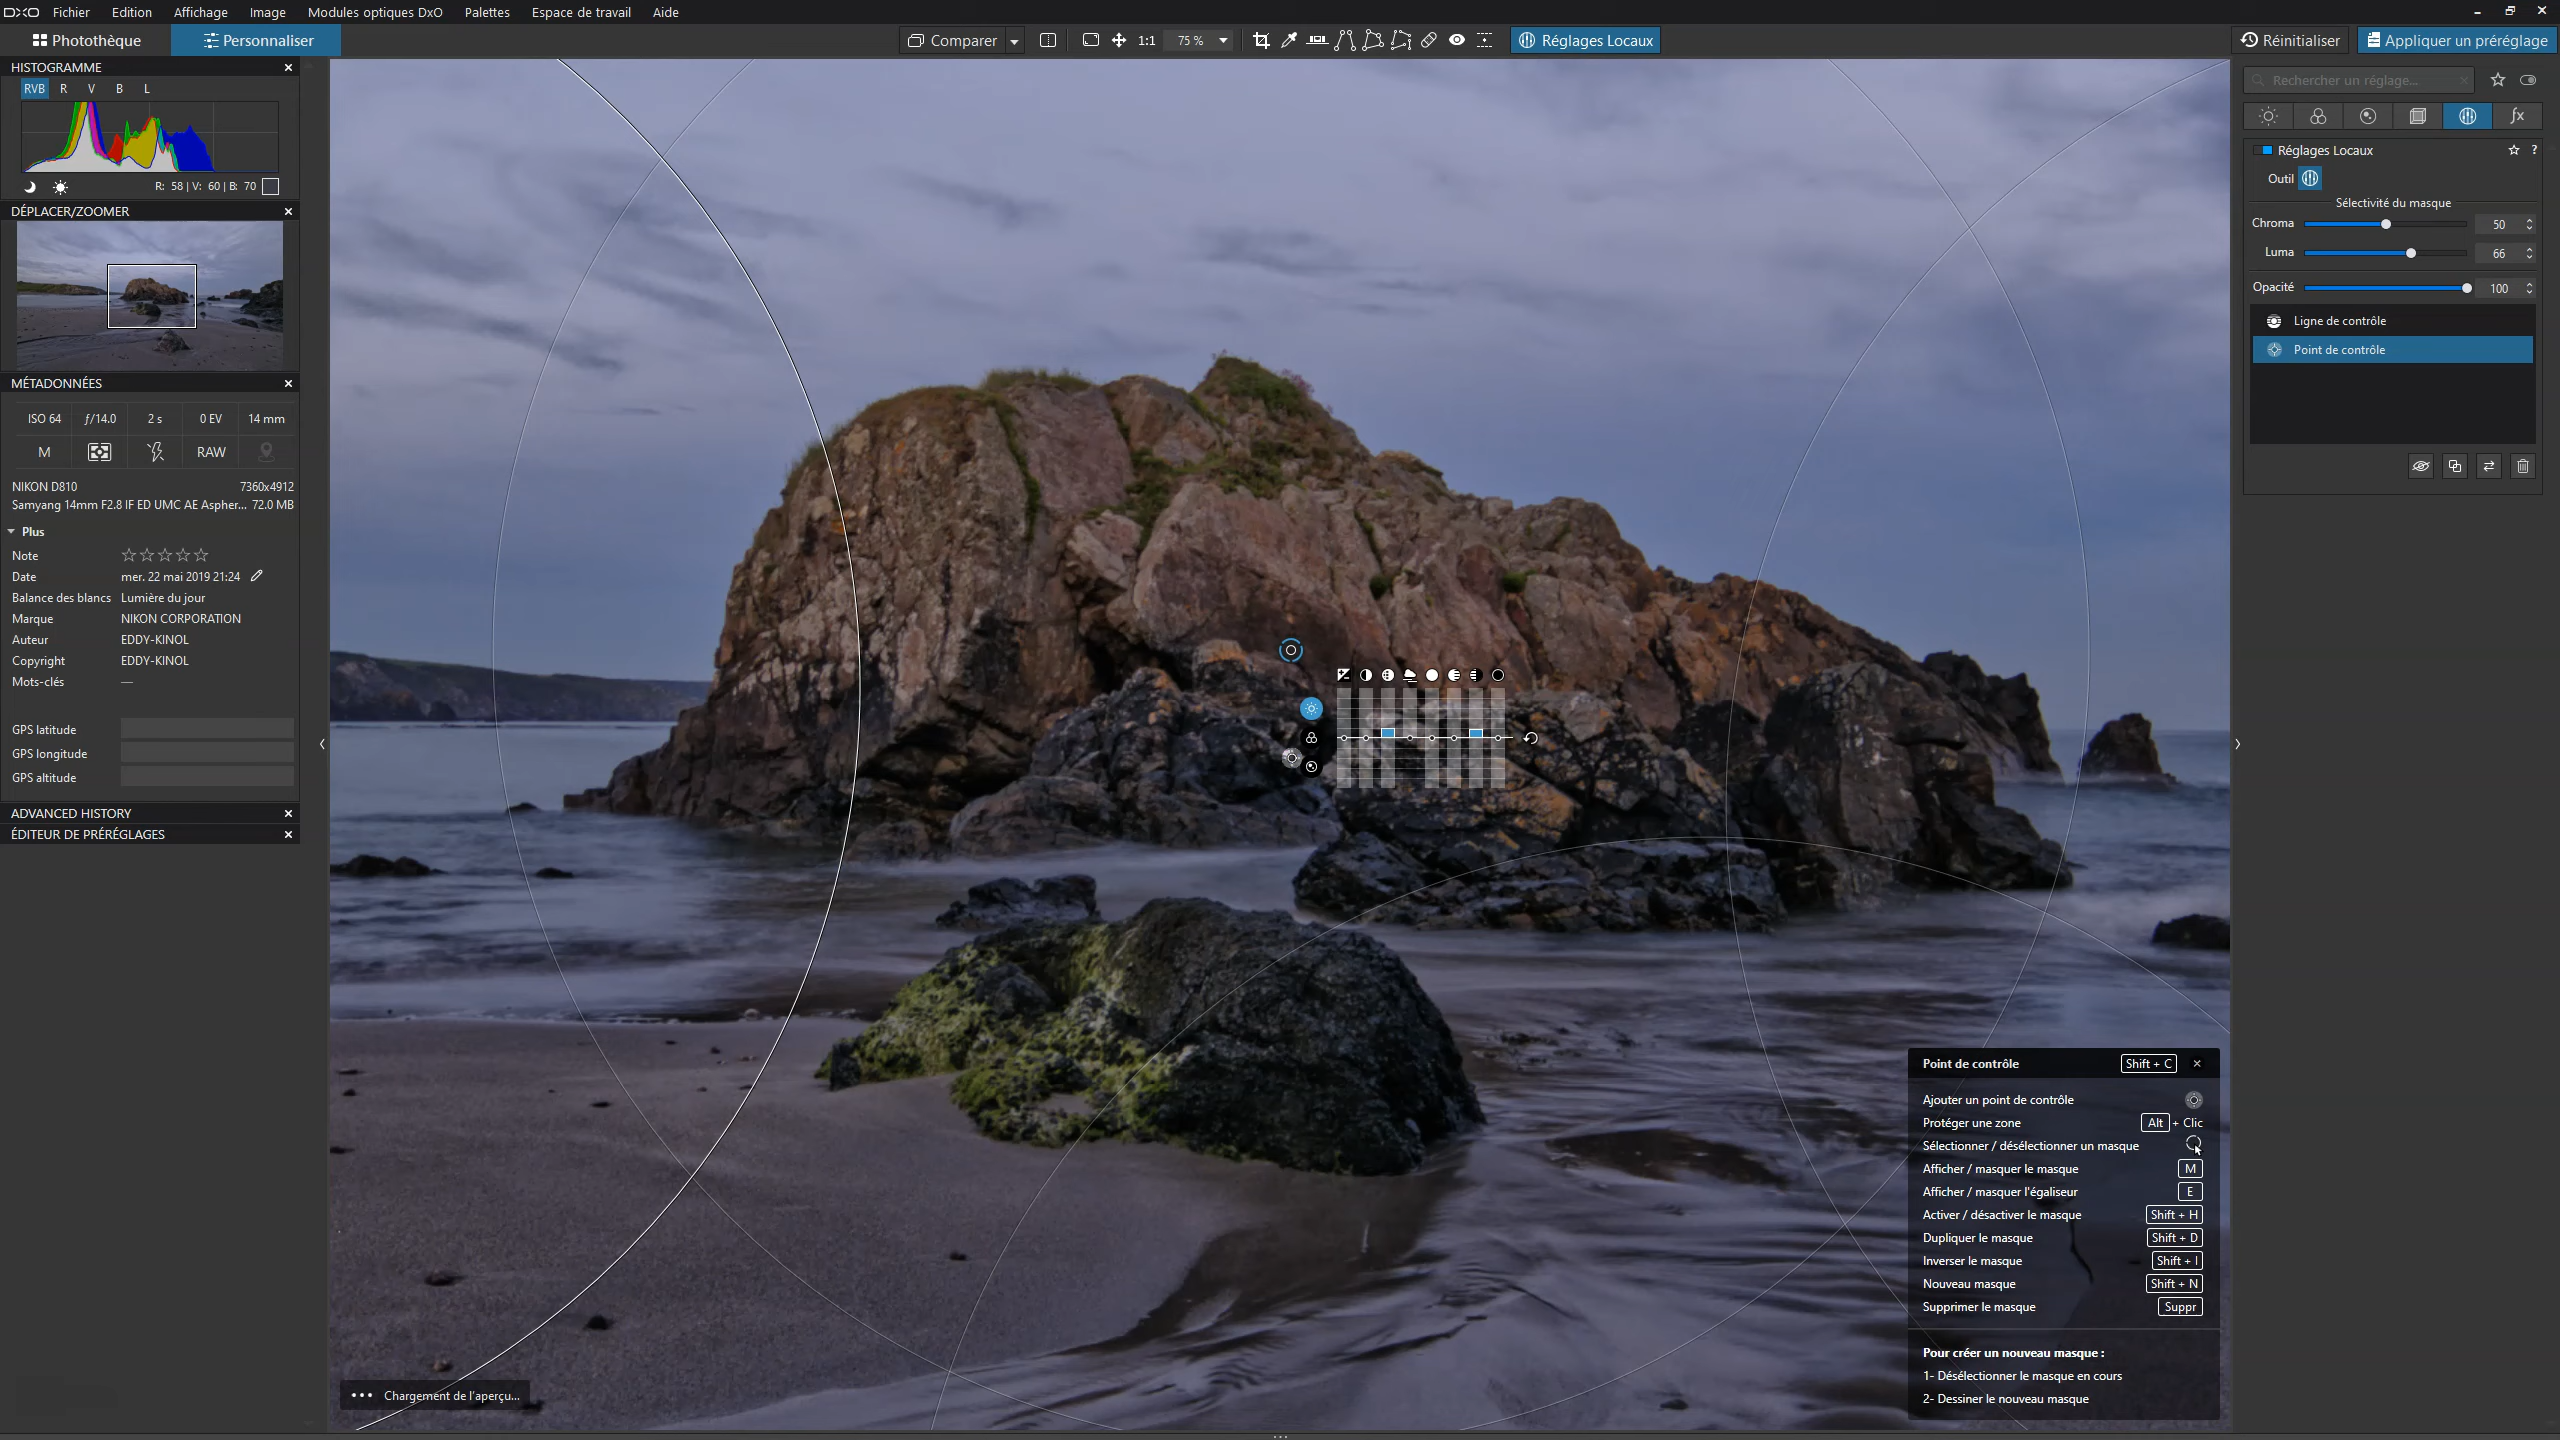 DXO Fichier Edition Affichage Image Modules optiques DxO Palettes Espace de travail Aide
Photothèque Personnaliser Comparer 1:1 75 % Réglages Locaux Réinitialiser Appliquer un préréglage
HISTOGRAMME
RVB R V B L
R: 58 | V: 60 | B: 70
DÉPLACER/ZOOMER
MÉTADONNÉES
ISO 64 ƒ/14.0 2 s 0 EV 14 mm
M RAW
NIKON D810 7360x4912
Samyang 14mm F2.8 IF ED UMC AE Aspher... 72.0 MB
Plus
Note
Date mer. 22 mai 2019 21:24
Balance des blancs Lumière du jour
Marque NIKON CORPORATION
Auteur EDDY-KINOL
Copyright EDDY-KINOL
Mots-clés —
GPS latitude
GPS longitude
GPS altitude
ADVANCED HISTORY
ÉDITEUR DE PRÉRÉGLAGES
Chargement de l'aperçu...
Rechercher un réglage...
fx
Réglages Locaux ?
Outil
Sélectivité du masque
Chroma 50
Luma 66
Opacité 100
Ligne de contrôle
Point de contrôle
Point de contrôle Shift + C
Ajouter un point de contrôle
Protéger une zone Alt + Clic
Sélectionner / désélectionner un masque
Afficher / masquer le masque M
Afficher / masquer l'égaliseur E
Activer / désactiver le masque Shift + H
Dupliquer le masque Shift + D
Inverser le masque Shift + I
Nouveau masque Shift + N
Supprimer le masque Suppr
Pour créer un nouveau masque :
1- Désélectionner le masque en cours
2- Dessiner le nouveau masque